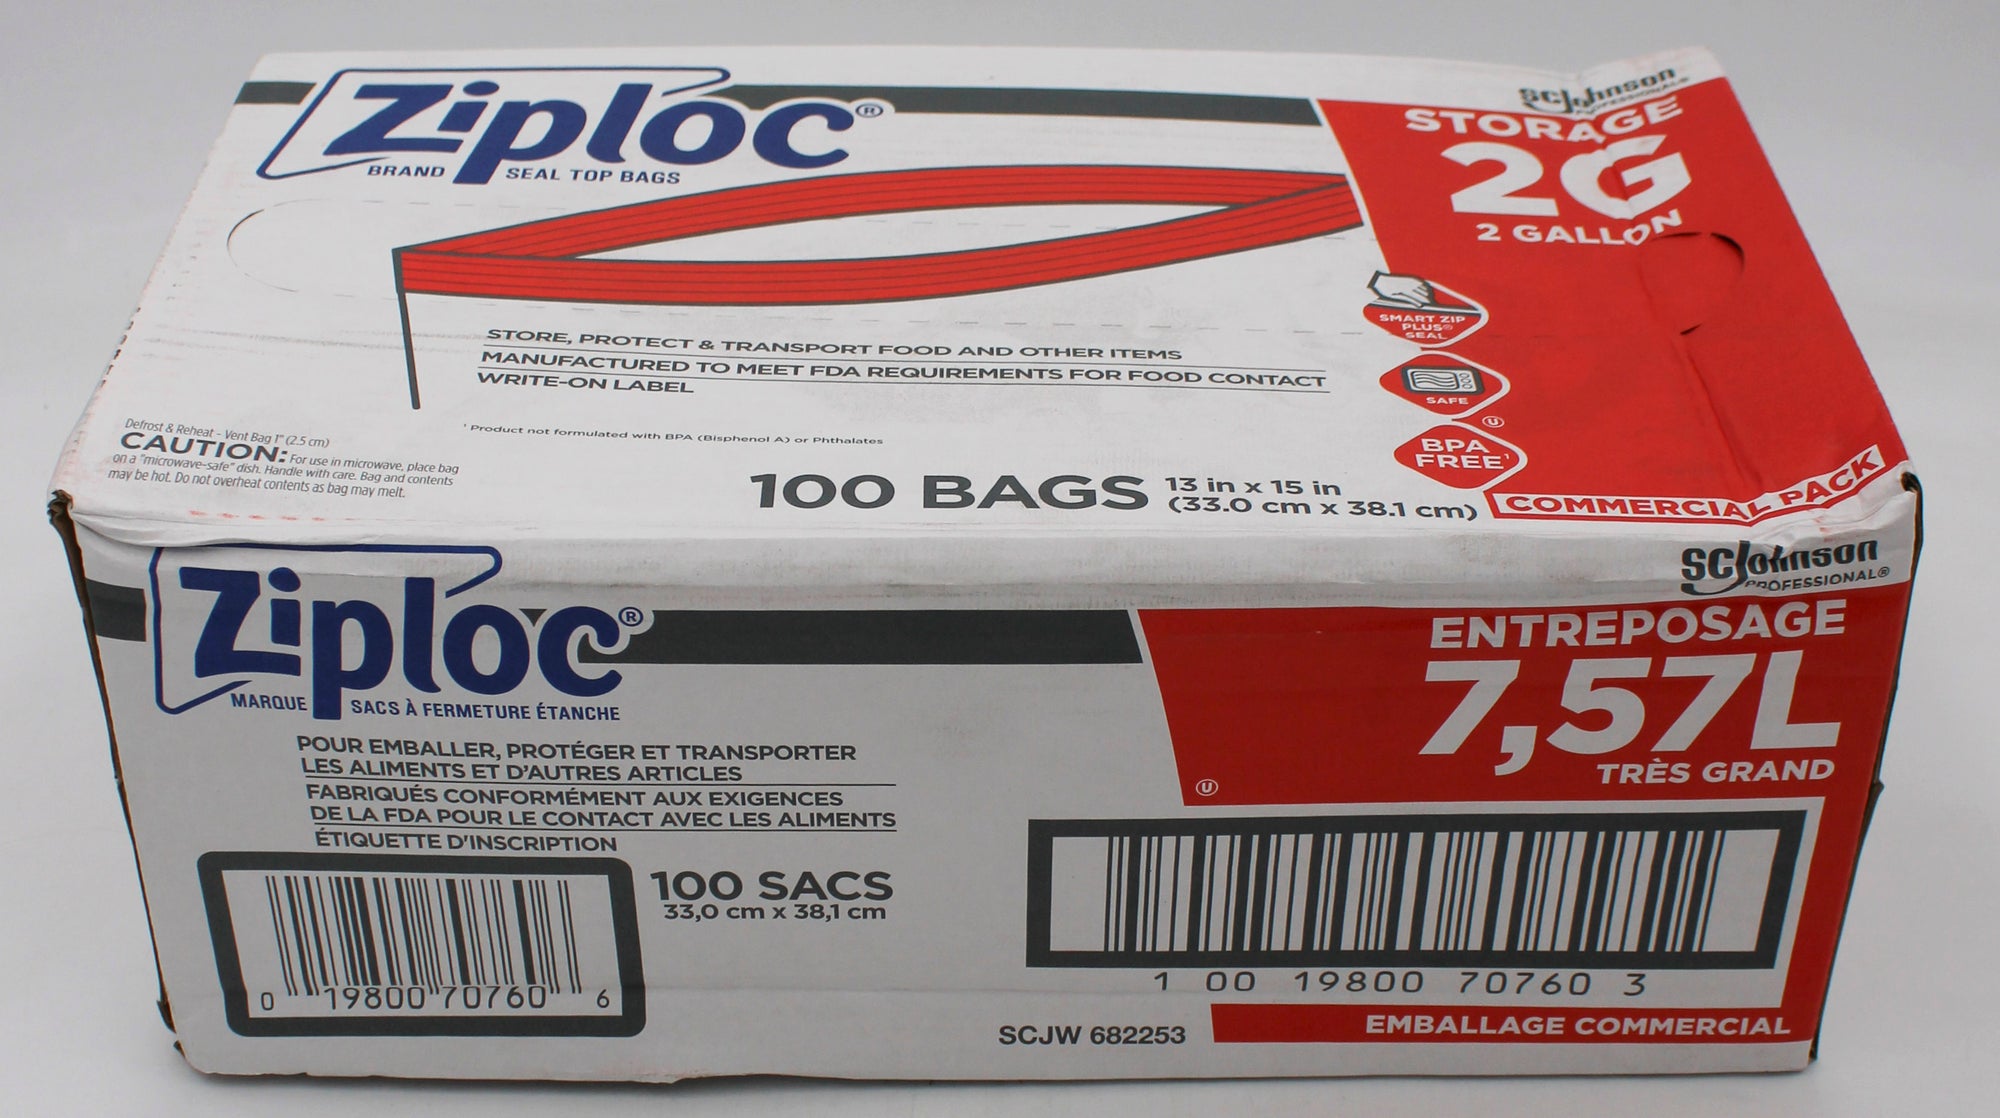 Ziploc®
BRAND SEAL TOP BAGS
SCJohnson
PROFESSIONAL®
STORAGE
2G
2 GALLON
SMART ZIP
PLUS®
SEAL
SAFE
U
BPA
FREE¹
STORE, PROTECT & TRANSPORT FOOD AND OTHER ITEMS
MANUFACTURED TO MEET FDA REQUIREMENTS FOR FOOD CONTACT
WRITE-ON LABEL
¹ Product not formulated with BPA (Bisphenol A) or Phthalates
Defrost & Reheat - Vent Bag 1" (2.5 cm)
CAUTION: For use in microwave, place bag
on a "microwave-safe" dish. Handle with care. Bag and contents
may be hot. Do not overheat contents as bag may melt.
100 BAGS
13 in x 15 in
(33.0 cm x 38.1 cm)
COMMERCIAL PACK
Ziploc®
MARQUE SACS À FERMETURE ÉTANCHE
SCJohnson
PROFESSIONAL®
ENTREPOSAGE
7,57L
TRÈS GRAND
U
POUR EMBALLER, PROTÉGER ET TRANSPORTER
LES ALIMENTS ET D'AUTRES ARTICLES
FABRIQUÉS CONFORMÉMENT AUX EXIGENCES
DE LA FDA POUR LE CONTACT AVEC LES ALIMENTS
ÉTIQUETTE D'INSCRIPTION
100 SACS
33,0 cm x 38,1 cm
0 19800 70760 6
1 00 19800 70760 3
SCJW 682253
EMBALLAGE COMMERCIAL